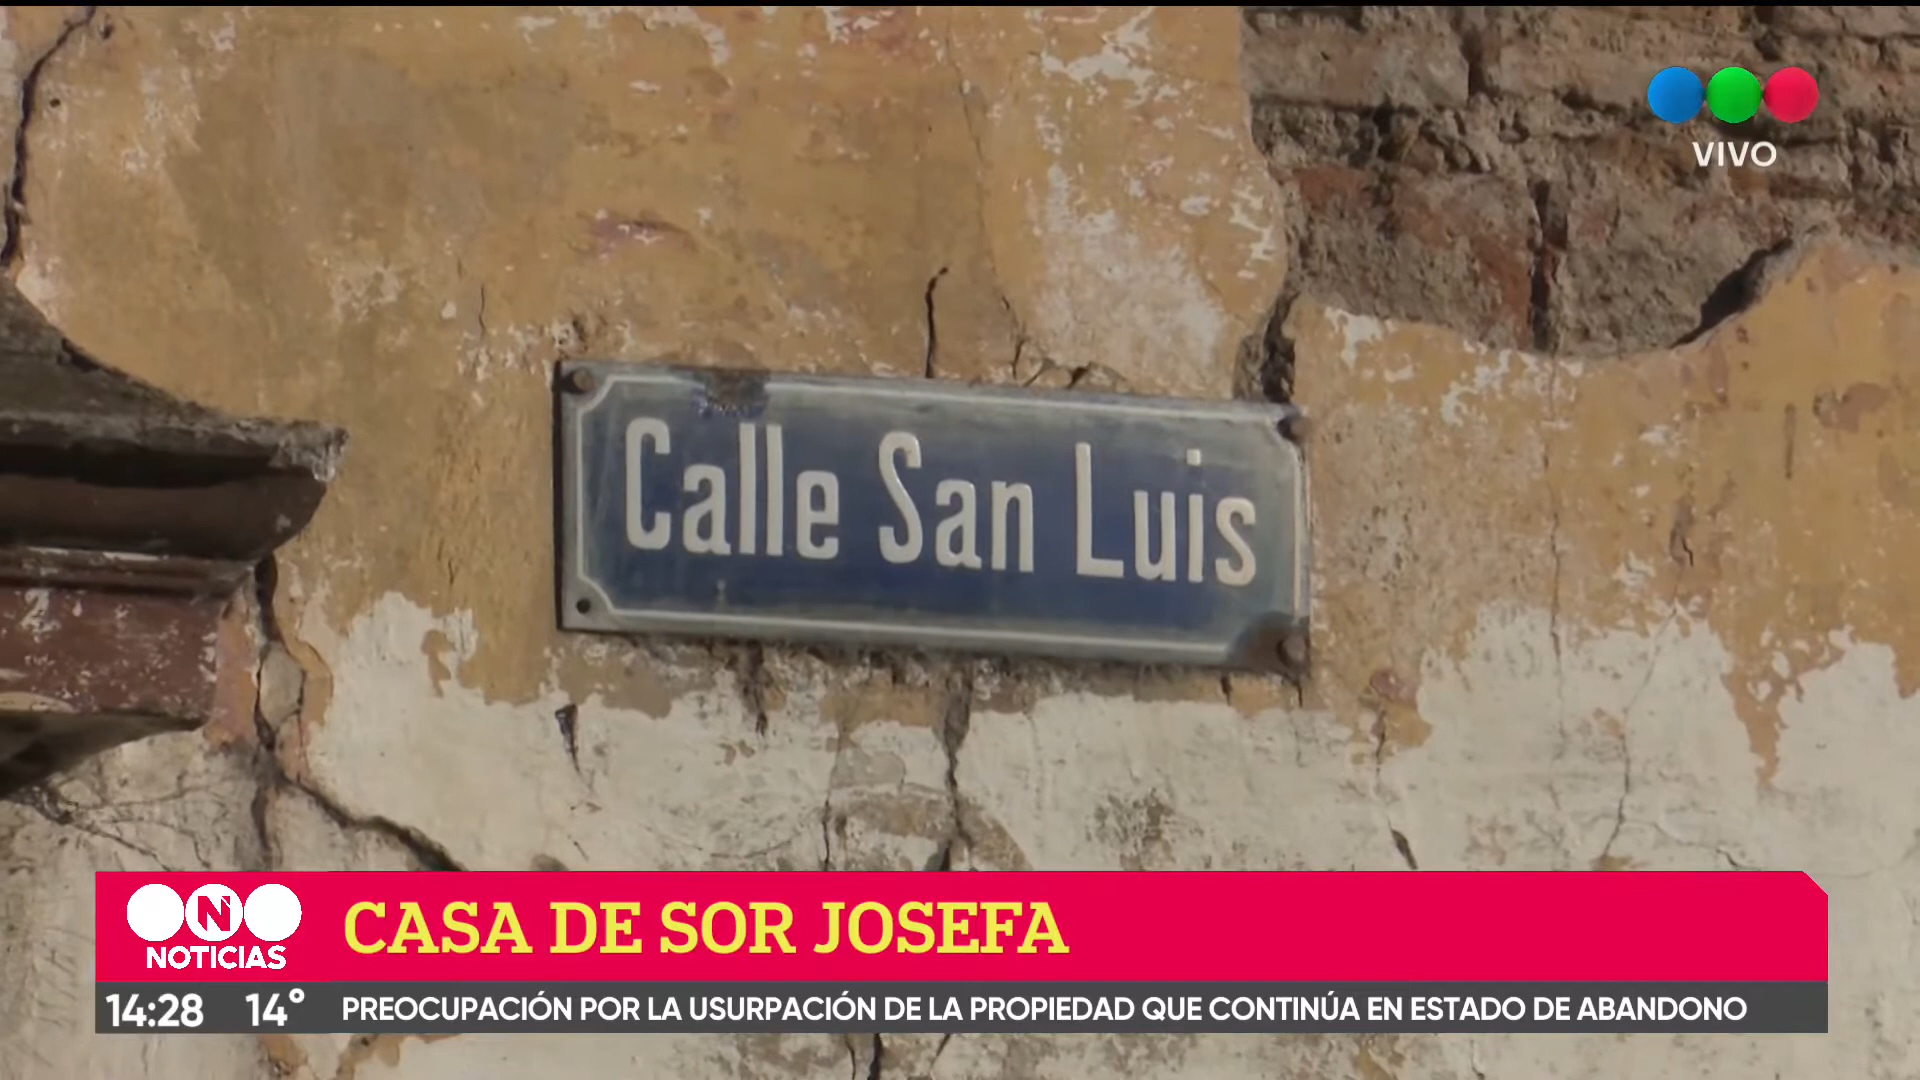 VIVO
Calle San Luis
N
NOTICIAS
CASA DE SOR JOSEFA
14:28 14° PREOCUPACIÓN POR LA USURPACIÓN DE LA PROPIEDAD QUE CONTINÚA EN ESTADO DE ABANDONO